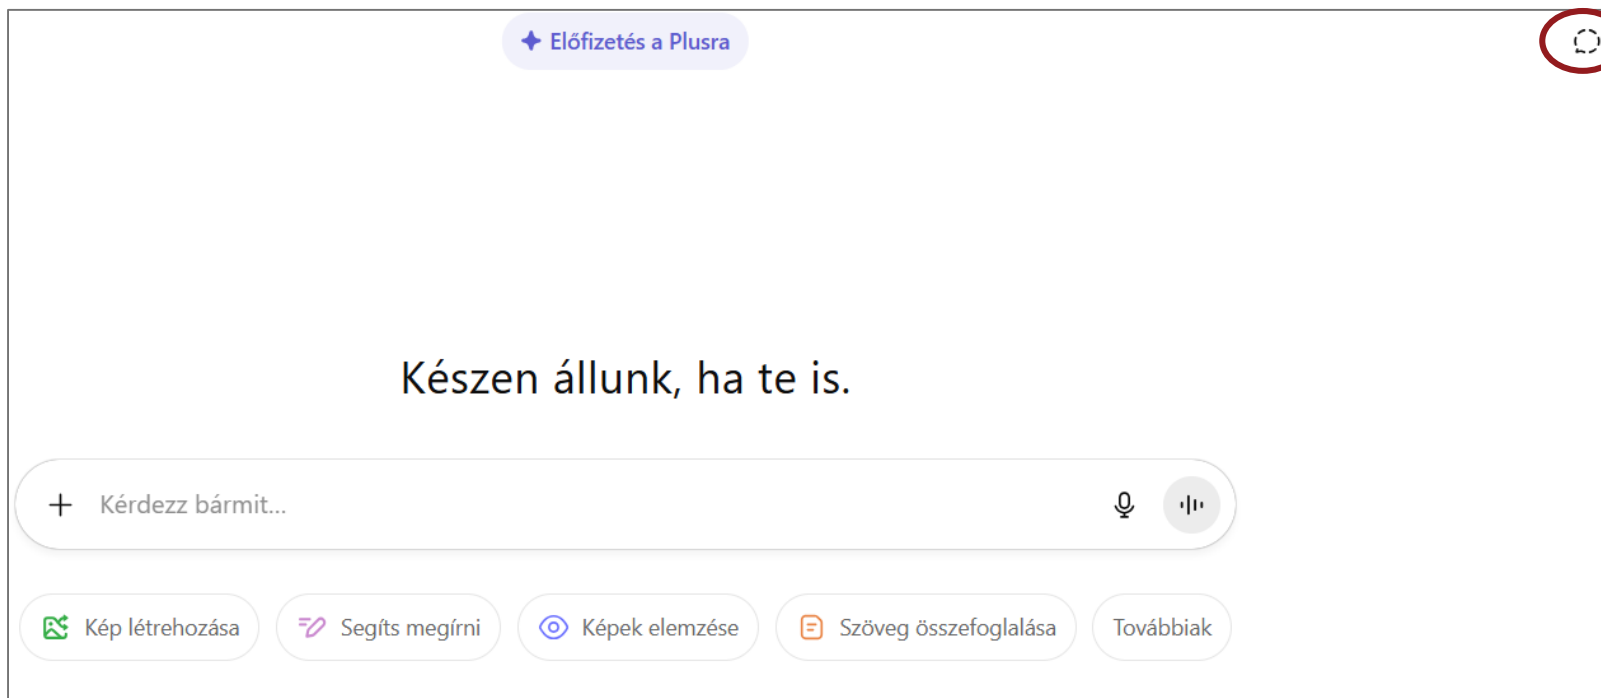 Előfizetés a Plusra
Készen állunk, ha te is.
Kérdezz bármit...
Kép létrehozása
Segíts megírni
Képek elemzése
Szöveg összefoglalása
Továbbiak